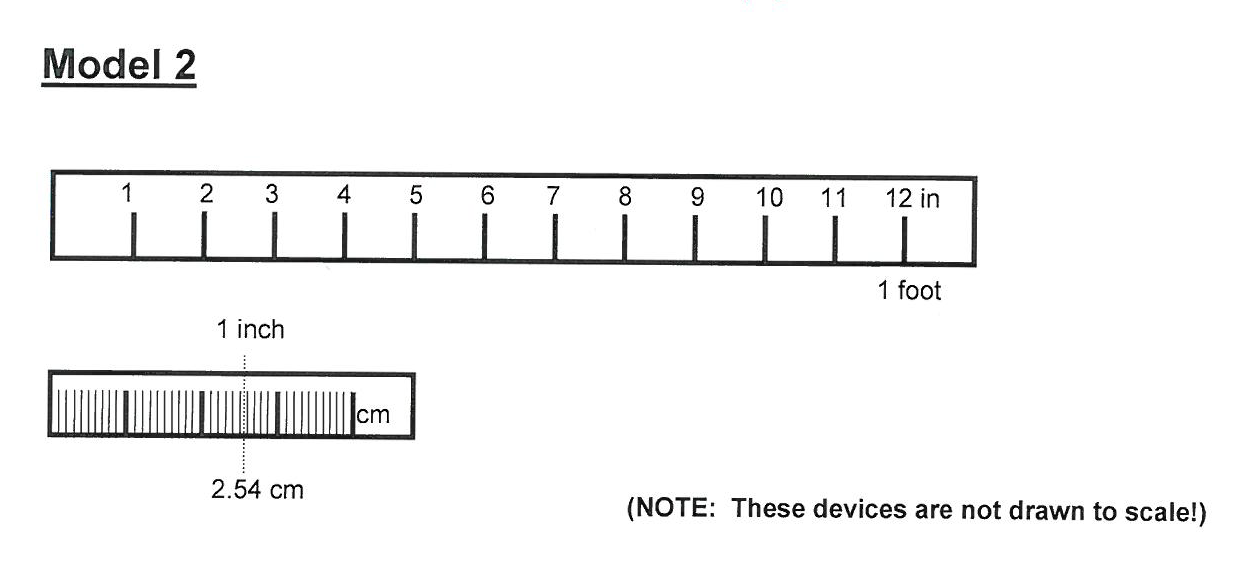 Model 2
1 2 3 4 5 6 7 8 9 10 11 12 in
1 foot
1 inch
cm
2.54 cm
(NOTE: These devices are not drawn to scale!)